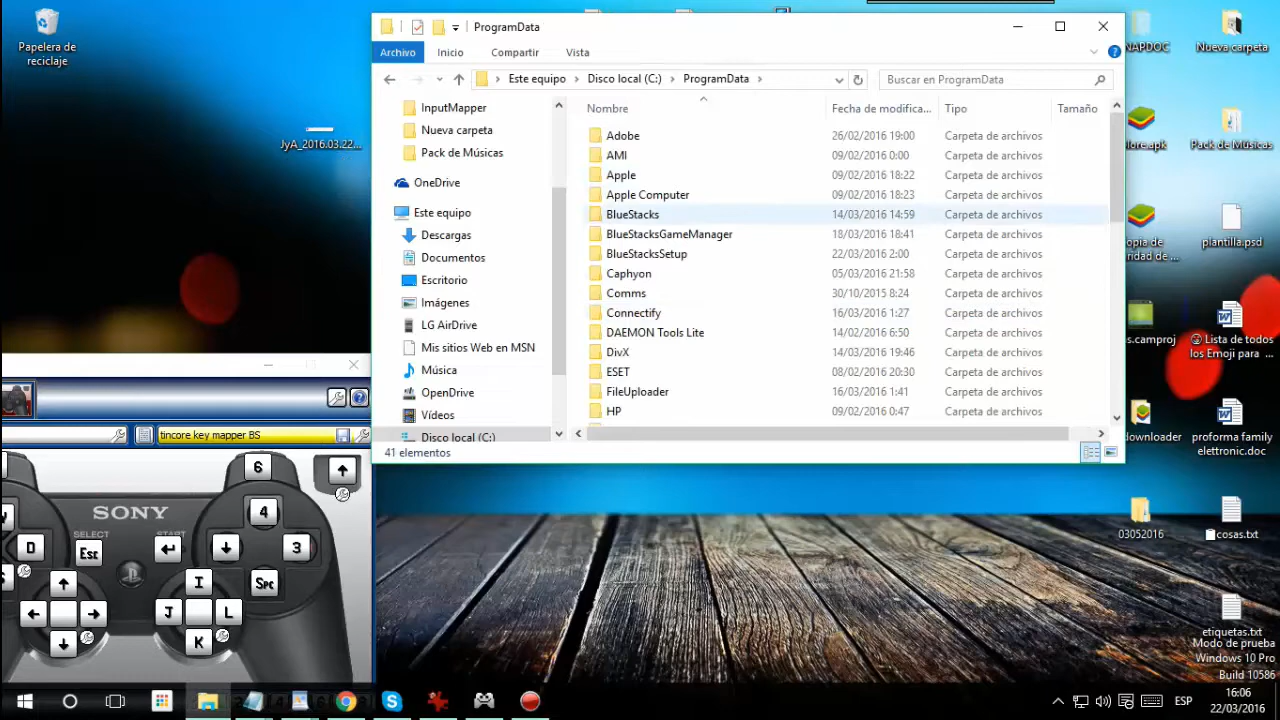 Papelera de
reciclaje
JyA_2016.03.22...
ProgramData
Archivo Inicio Compartir Vista
Este equipo Disco local (C:) ProgramData
Buscar en ProgramData
InputMapper
Nueva carpeta
Pack de Músicas
OneDrive
Este equipo
Descargas
Documentos
Escritorio
Imágenes
LG AirDrive
Mis sitios Web en MSN
Música
OpenDrive
Vídeos
Disco local (C:)
Nombre Fecha de modifica... Tipo Tamaño
Adobe 26/02/2016 19:00 Carpeta de archivos
AMI 09/02/2016 0:00 Carpeta de archivos
Apple 09/02/2016 18:22 Carpeta de archivos
Apple Computer 09/02/2016 18:23 Carpeta de archivos
BlueStacks 14/03/2016 14:59 Carpeta de archivos
BlueStacksGameManager 18/03/2016 18:41 Carpeta de archivos
BlueStacksSetup 22/03/2016 2:00 Carpeta de archivos
Caphyon 05/03/2016 21:58 Carpeta de archivos
Comms 30/10/2015 8:24 Carpeta de archivos
Connectify 16/03/2016 1:27 Carpeta de archivos
DAEMON Tools Lite 14/02/2016 6:50 Carpeta de archivos
DivX 14/03/2016 19:46 Carpeta de archivos
ESET 08/02/2016 20:30 Carpeta de archivos
FileUploader 16/03/2016 1:41 Carpeta de archivos
HP 09/02/2016 0:47 Carpeta de archivos
41 elementos
NAPDOC
Nueva carpeta
lore.apk
Pack de Músicas
opia de
ridad de ...
plantilla.psd
s.camproj
Lista de todos
los Emoji para ...
downloader
proforma family
elettronic.doc
03052016
cosas.txt
etiquetas.txt
Modo de prueba
Windows 10 Pro
Build 10586
tincore key mapper BS
6
4
SONY
SELECT START
D Esc 3
I Spc
J L
K
ESP
16:06
22/03/2016